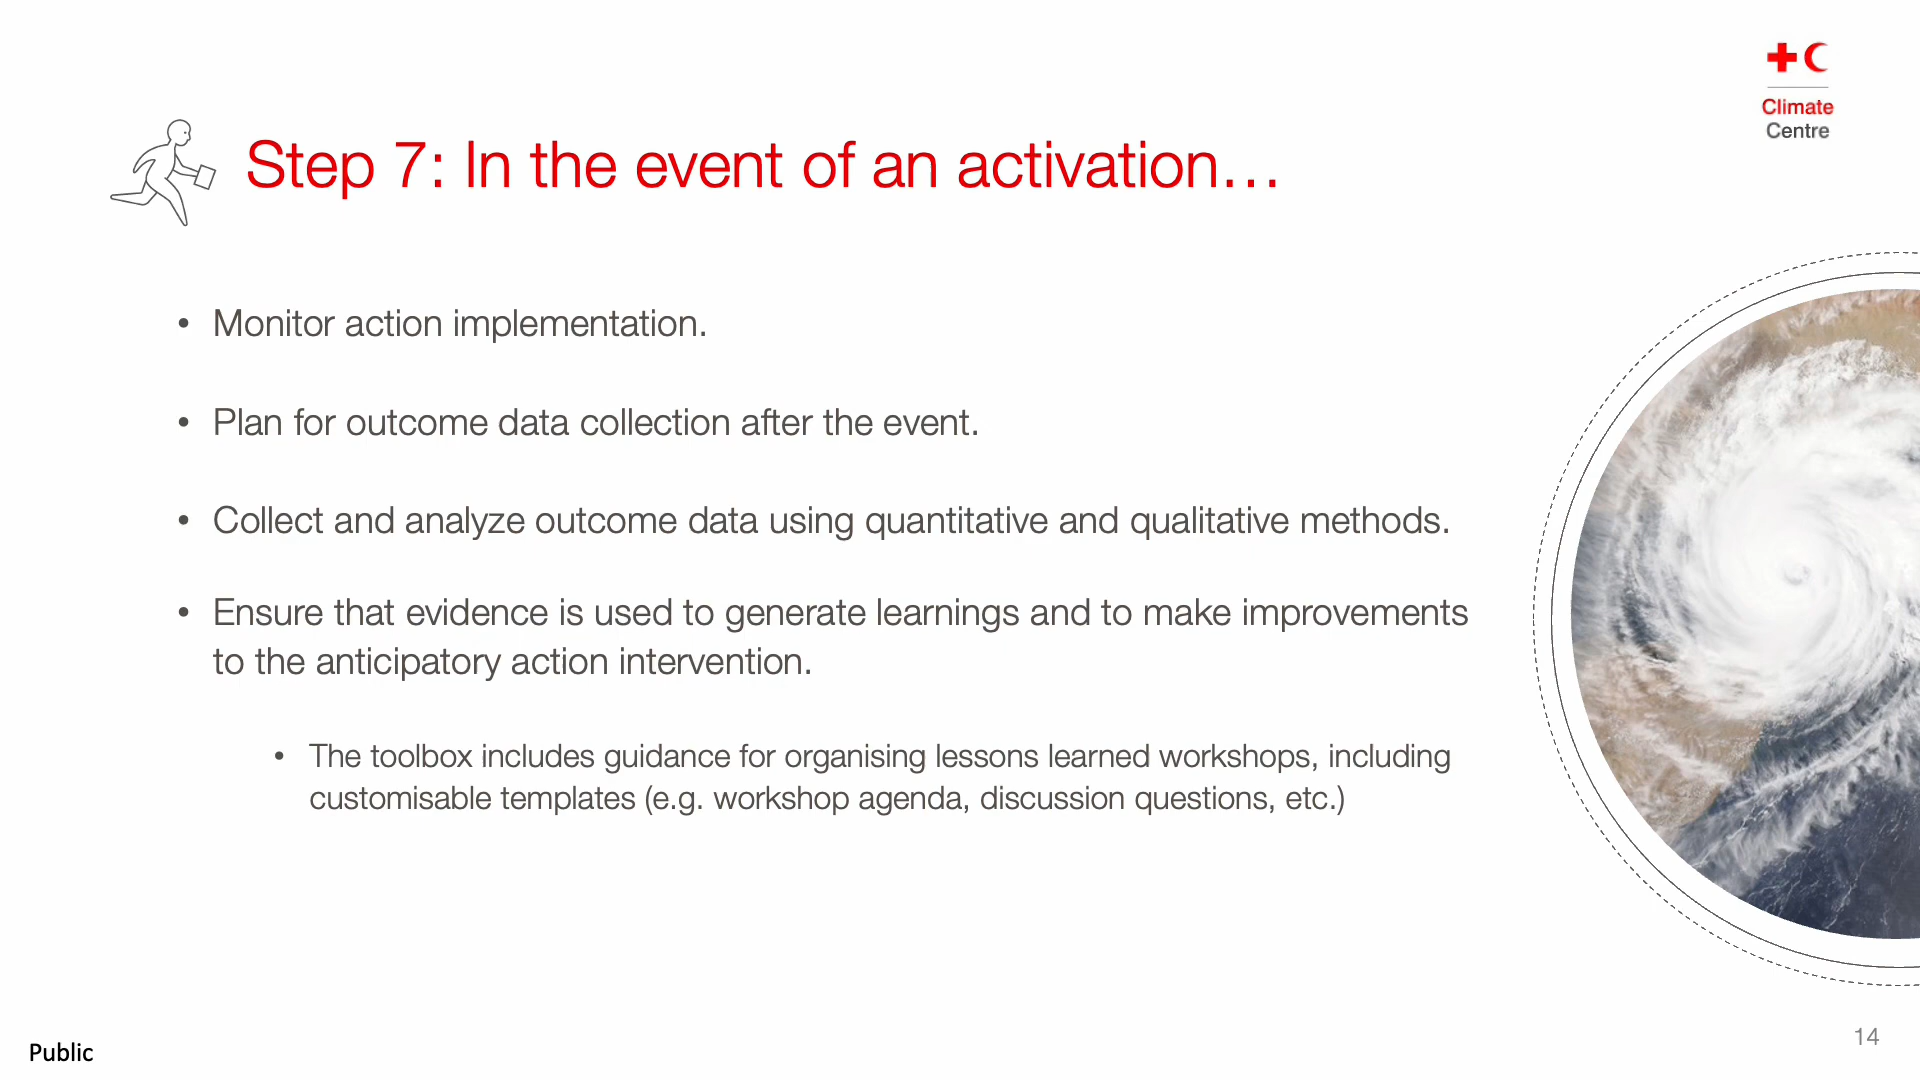 Climate
Centre
Step 7: In the event of an activation…
• Monitor action implementation.
• Plan for outcome data collection after the event.
• Collect and analyze outcome data using quantitative and qualitative methods.
• Ensure that evidence is used to generate learnings and to make improvements
to the anticipatory action intervention.
• The toolbox includes guidance for organising lessons learned workshops, including
customisable templates (e.g. workshop agenda, discussion questions, etc.)
Public
14